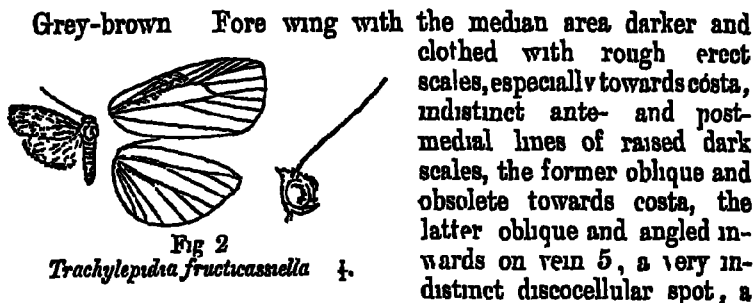 Grey-brown Fore wing with the median area darker and
clothed with rough erect
scales, especially towards costa,
indistinct ante- and post-
medial lines of raised dark
scales, the former oblique and
obsolete towards costa, the
latter oblique and angled in-
wards on vein 5, a very in-
distinct discocellular spot, a
Fig 2
Trachylepidia fructicassiella ¼.